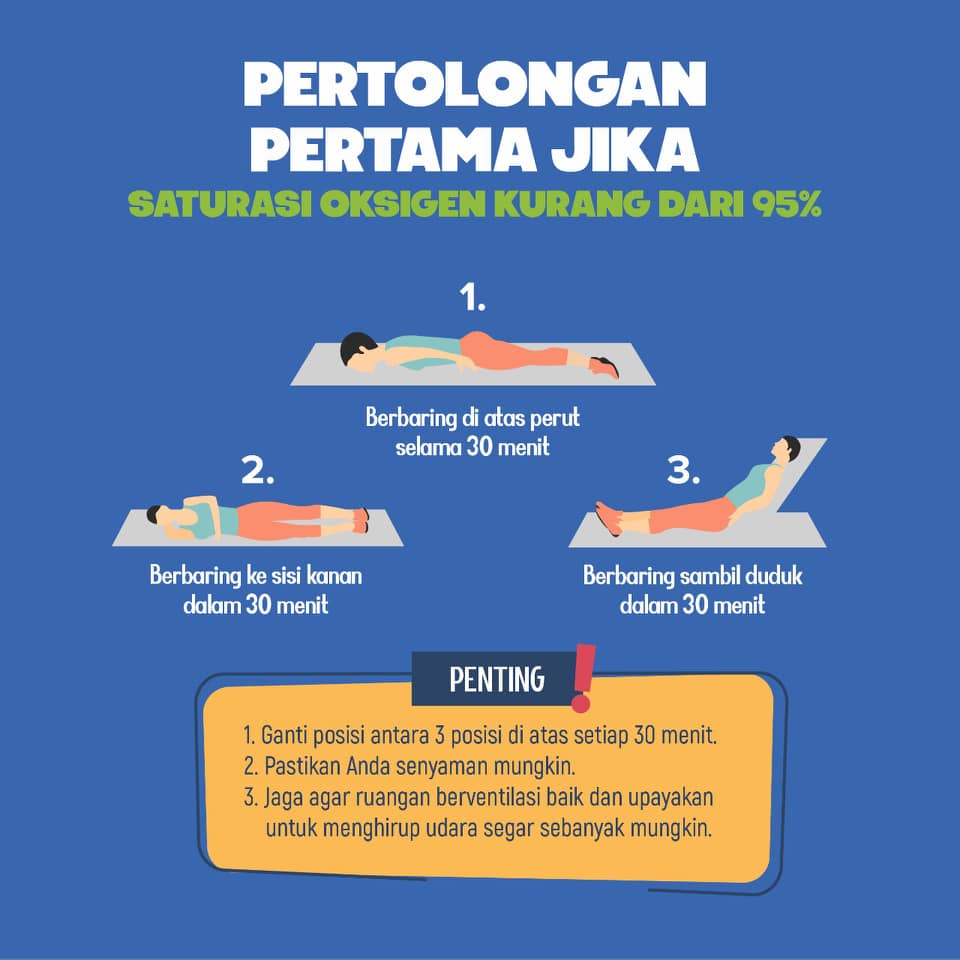 PERTOLONGAN
PERTAMA JIKA
SATURASI OKSIGEN KURANG DARI 95%
1.
Berbaring di atas perut
selama 30 menit
2.
Berbaring ke sisi kanan
dalam 30 menit
3.
Berbaring sambil duduk
dalam 30 menit
PENTING!
1. Ganti posisi antara 3 posisi di atas setiap 30 menit.
2. Pastikan Anda senyaman mungkin.
3. Jaga agar ruangan berventilasi baik dan upayakan
untuk menghirup udara segar sebanyak mungkin.